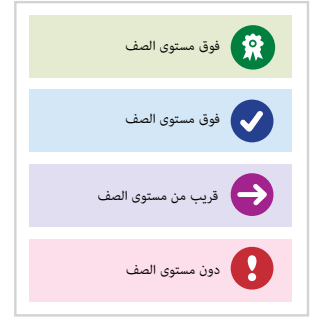 فوق مستوى الصف
فوق مستوى الصف
قريب من مستوى الصف
دون مستوى الصف